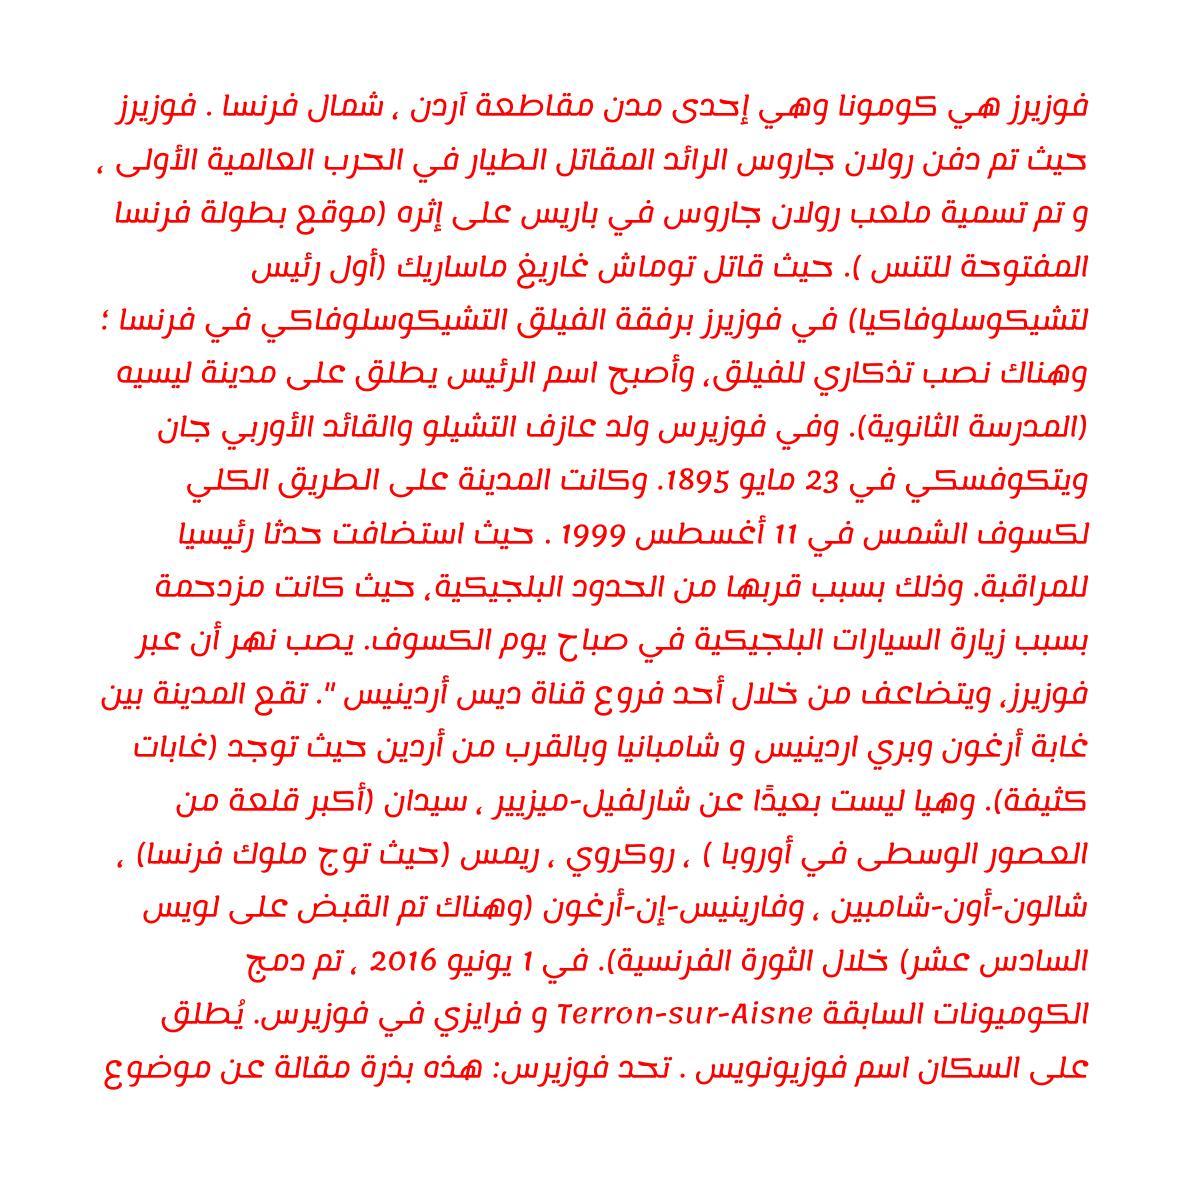 فوزيرز هي كومونا وهي إحدى مدن مقاطعة آردن ، شمال فرنسا . فوزيرز
حيث تم دفن رولان جاروس الرائد المقاتل الطيار في الحرب العالمية الأولى ،
و تم تسمية ملعب رولان جاروس في باريس على إثره (موقع بطولة فرنسا
المفتوحة للتنس ). حيث قاتل توماش غاريغ ماساريك (أول رئيس
لتشيكوسلوفاكيا) في فوزيرز برفقة الفيلق التشيكوسلوفاكي في فرنسا ؛
وهناك نصب تذكاري للفيلق، وأصبح اسم الرئيس يطلق على مدينة ليسيه
(المدرسة الثانوية). وفي فوزيرس ولد عازف التشيلو والقائد الأوربي جان
ويتكوفسكي في 23 مايو 1895. وكانت المدينة على الطريق الكلي
لكسوف الشمس في 11 أغسطس 1999 . حيث استضافت حدثا رئيسيا
للمراقبة. وذلك بسبب قربها من الحدود البلجيكية، حيث كانت مزدحمة
بسبب زيارة السيارات البلجيكية في صباح يوم الكسوف. يصب نهر أن عبر
فوزيرز، ويتضاعف من خلال أحد فروع قناة ديس أردينيس ". تقع المدينة بين
غابة أرغون وبري اردينيس و شامبانيا وبالقرب من أردين حيث توجد (غابات
كثيفة). وهيا ليست بعيدًا عن شارلفيل-ميزيير ، سيدان (أكبر قلعة من
العصور الوسطى في أوروبا ) ، روكروي ، ريمس (حيث توج ملوك فرنسا) ،
شالون-أون-شامبين ، وفارينيس-إن-أرغون (وهناك تم القبض على لويس
السادس عشر) خلال الثورة الفرنسية). في 1 يونيو 2016 ، تم دمج
الكوميونات السابقة Terron-sur-Aisne و فرايزي في فوزيرس. يُطلق
على السكان اسم فوزيونويس . تحد فوزيرس: هذه بذرة مقالة عن موضوع